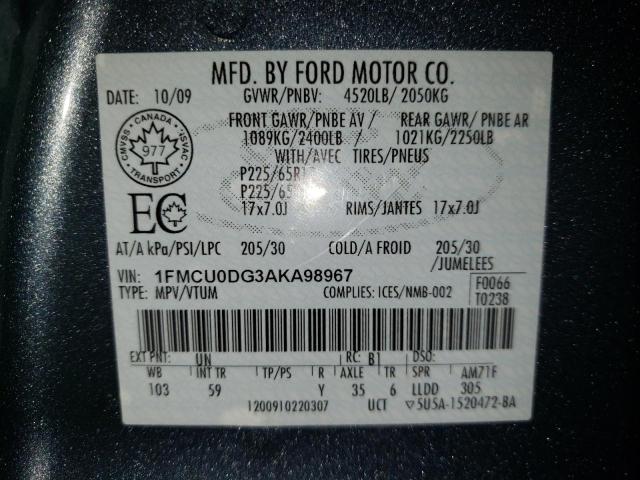 MFD. BY FORD MOTOR CO.
DATE: 10/09 GVWR/PNBV: 4520LB/ 2050KG
FRONT GAWR/PNBE AV / REAR GAWR/ PNBE AR
1089KG/2400LB 1021KG/2250LB
WITH/AVEC TIRES/PNEUS
P225/65R
P225/65
17x7.0J RIMS/JANTES 17x7.0J
CANADA
CMVSS NSVAC
977
TRANSPORT
EC
AT/A kPa/PSI/LPC 205/30 COLD/A FROID 205/30
/JUMELEES
VIN: 1FMCU0DG3AKA98967
TYPE: MPV/VTUM COMPLIES: ICES/NMB-002
F0066
T0238
EXT PNT: UN RC: B1 DSO:
WB INT TR TP/PS R AXLE TR SPR AM71F
103 59 Y 35 6 LLDD 305
1200910220307 UCT 5U5A-1520472-BA